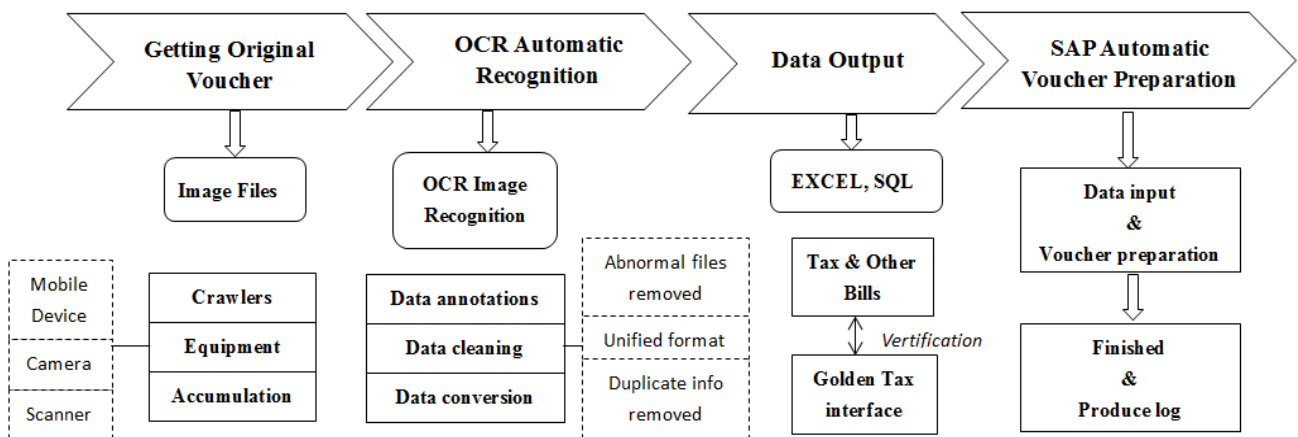 Getting Original
Voucher
OCR Automatic
Recognition
Data Output
SAP Automatic
Voucher Preparation
Image Files
OCR Image
Recognition
EXCEL, SQL
Data input
&
Voucher preparation
Mobile
Device
Camera
Scanner
Crawlers
Equipment
Accumulation
Data annotations
Data cleaning
Data conversion
Abnormal files
removed
Unified format
Duplicate info
removed
Tax & Other
Bills
Vertification
Golden Tax
interface
Finished
&
Produce log